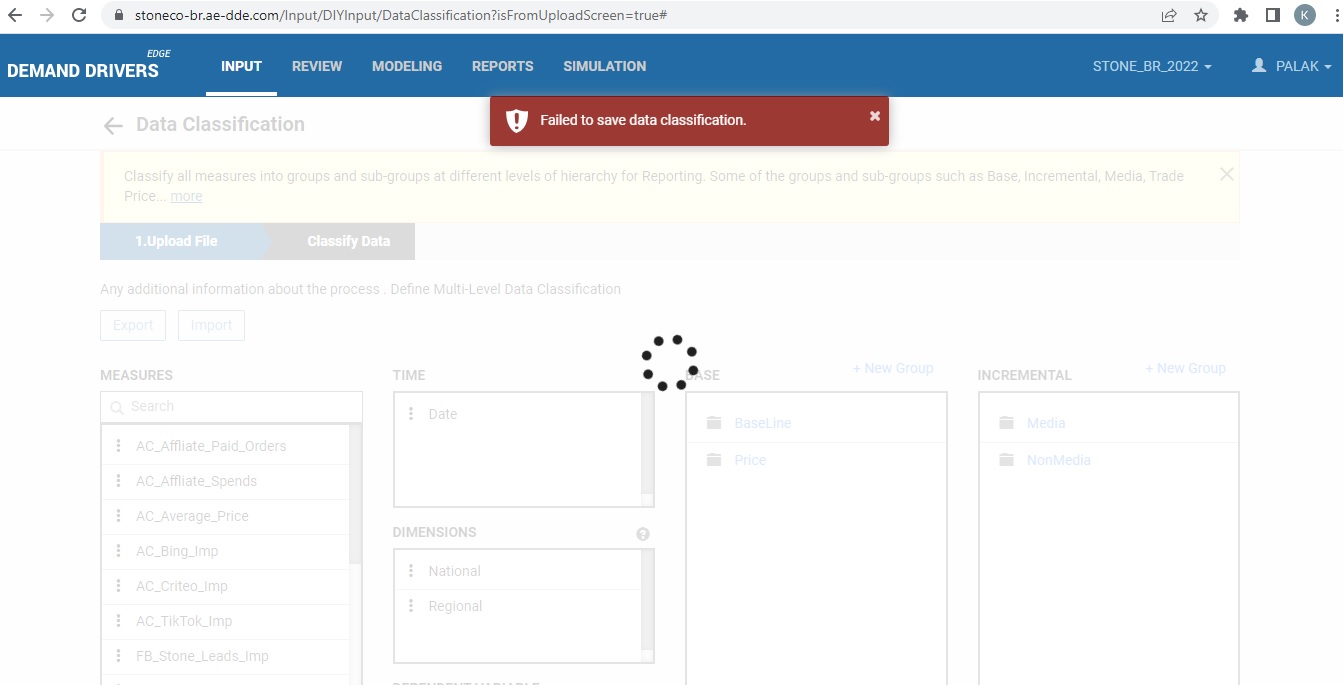 stoneco-br.ae-dde.com/Input/DIYInput/DataClassification?isFromUploadScreen=true#
K
EDGE
DEMAND DRIVERS
INPUT
REVIEW
MODELING
REPORTS
SIMULATION
STONE_BR_2022
PALAK
Data Classification
Failed to save data classification.
Classify all measures into groups and sub-groups at different levels of hierarchy for Reporting. Some of the groups and sub-groups such as Base, Incremental, Media, Trade
Price... more
1.Upload File
Classify Data
Any additional information about the process . Define Multi-Level Data Classification
Export
Import
MEASURES
Search
AC_Affliate_Paid_Orders
AC_Affliate_Spends
AC_Average_Price
AC_Bing_Imp
AC_Criteo_Imp
AC_TikTok_Imp
FB_Stone_Leads_Imp
TIME
Date
DIMENSIONS
National
Regional
DEPENDENT VARIABLE
BASE
+ New Group
BaseLine
Price
INCREMENTAL
+ New Group
Media
NonMedia